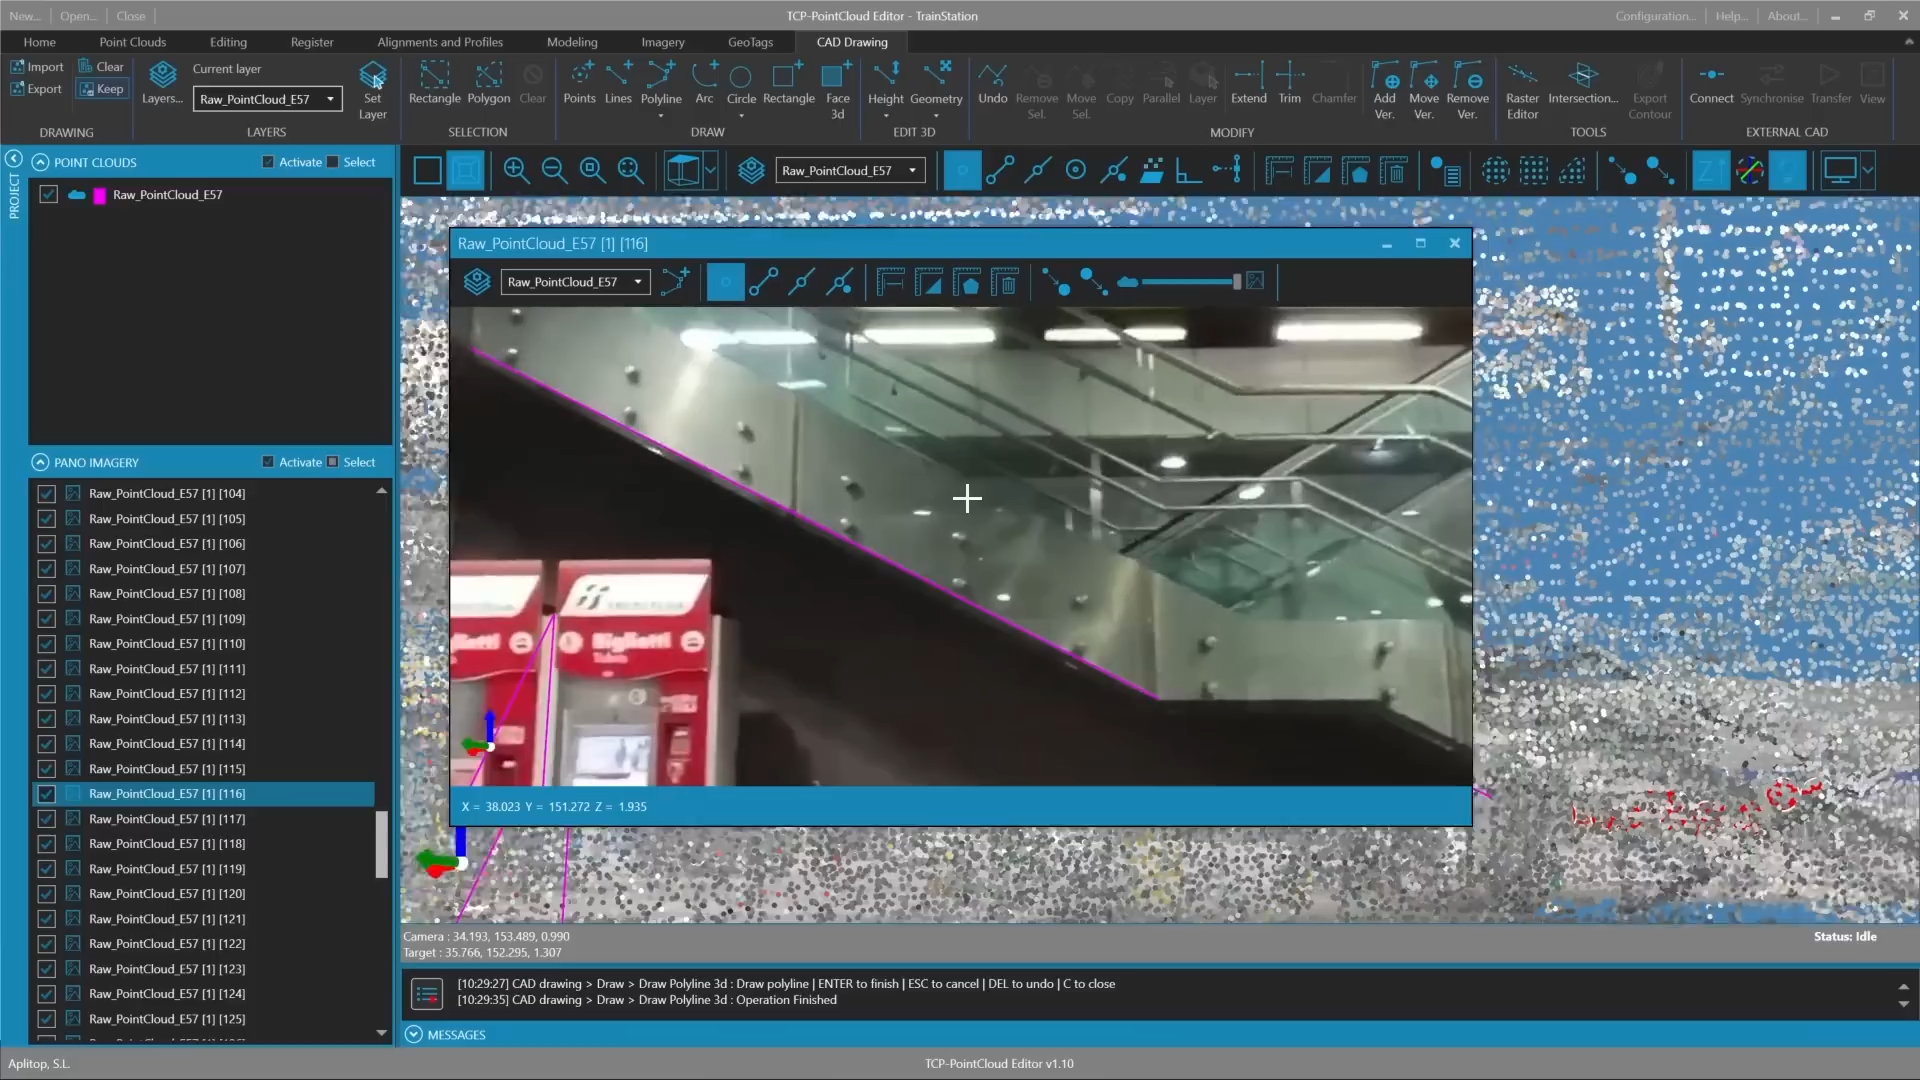 New... Open... Close TCP-PointCloud Editor - TrainStation Configuration... Help... About...
Home Point Clouds Editing Register Alignments and Profiles Modeling Imagery GeoTags CAD Drawing
Import Clear Current layer
Export Keep Layers... Raw_PointCloud_E57 Set Layer Rectangle Polygon Clear Points Lines Polyline Arc Circle Rectangle Face 3d Height Geometry Undo Remove Sel. Move Sel. Copy Parallel Layer Extend Trim Chamfer Add Ver. Move Ver. Remove Ver. Raster Editor Intersection... Export Contour Connect Synchronise Transfer View
DRAWING LAYERS SELECTION DRAW EDIT 3D MODIFY TOOLS EXTERNAL CAD
PROJECT
POINT CLOUDS Activate Select
Raw_PointCloud_E57
Raw_PointCloud_E57
Raw_PointCloud_E57 [1] [116]
Raw_PointCloud_E57
PANO IMAGERY Activate Select
Raw_PointCloud_E57 [1] [104]
Raw_PointCloud_E57 [1] [105]
Raw_PointCloud_E57 [1] [106]
Raw_PointCloud_E57 [1] [107]
Raw_PointCloud_E57 [1] [108]
Raw_PointCloud_E57 [1] [109]
Raw_PointCloud_E57 [1] [110]
Raw_PointCloud_E57 [1] [111]
Raw_PointCloud_E57 [1] [112]
Raw_PointCloud_E57 [1] [113]
Raw_PointCloud_E57 [1] [114]
Raw_PointCloud_E57 [1] [115]
Raw_PointCloud_E57 [1] [116]
Raw_PointCloud_E57 [1] [117]
Raw_PointCloud_E57 [1] [118]
Raw_PointCloud_E57 [1] [119]
Raw_PointCloud_E57 [1] [120]
Raw_PointCloud_E57 [1] [121]
Raw_PointCloud_E57 [1] [122]
Raw_PointCloud_E57 [1] [123]
Raw_PointCloud_E57 [1] [124]
Raw_PointCloud_E57 [1] [125]
Biglietti
X = 38.023 Y = 151.272 Z = 1.935
Camera : 34.193, 153.489, 0.990
Target : 35.766, 152.295, 1.307
Status: Idle
[10:29:27] CAD drawing > Draw > Draw Polyline 3d : Draw polyline | ENTER to finish | ESC to cancel | DEL to undo | C to close
[10:29:35] CAD drawing > Draw > Draw Polyline 3d : Operation Finished
MESSAGES
Aplitop, S.L. TCP-PointCloud Editor v1.10